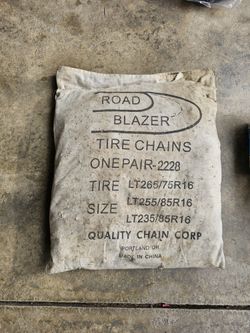 ROAD
BLAZER
TIRE CHAINS
ONE PAIR-2228
TIRE LT265/75R16
LT255/85R16
SIZE LT235/85R16
QUALITY CHAIN CORP
PORTLAND OR
MADE IN CHINA